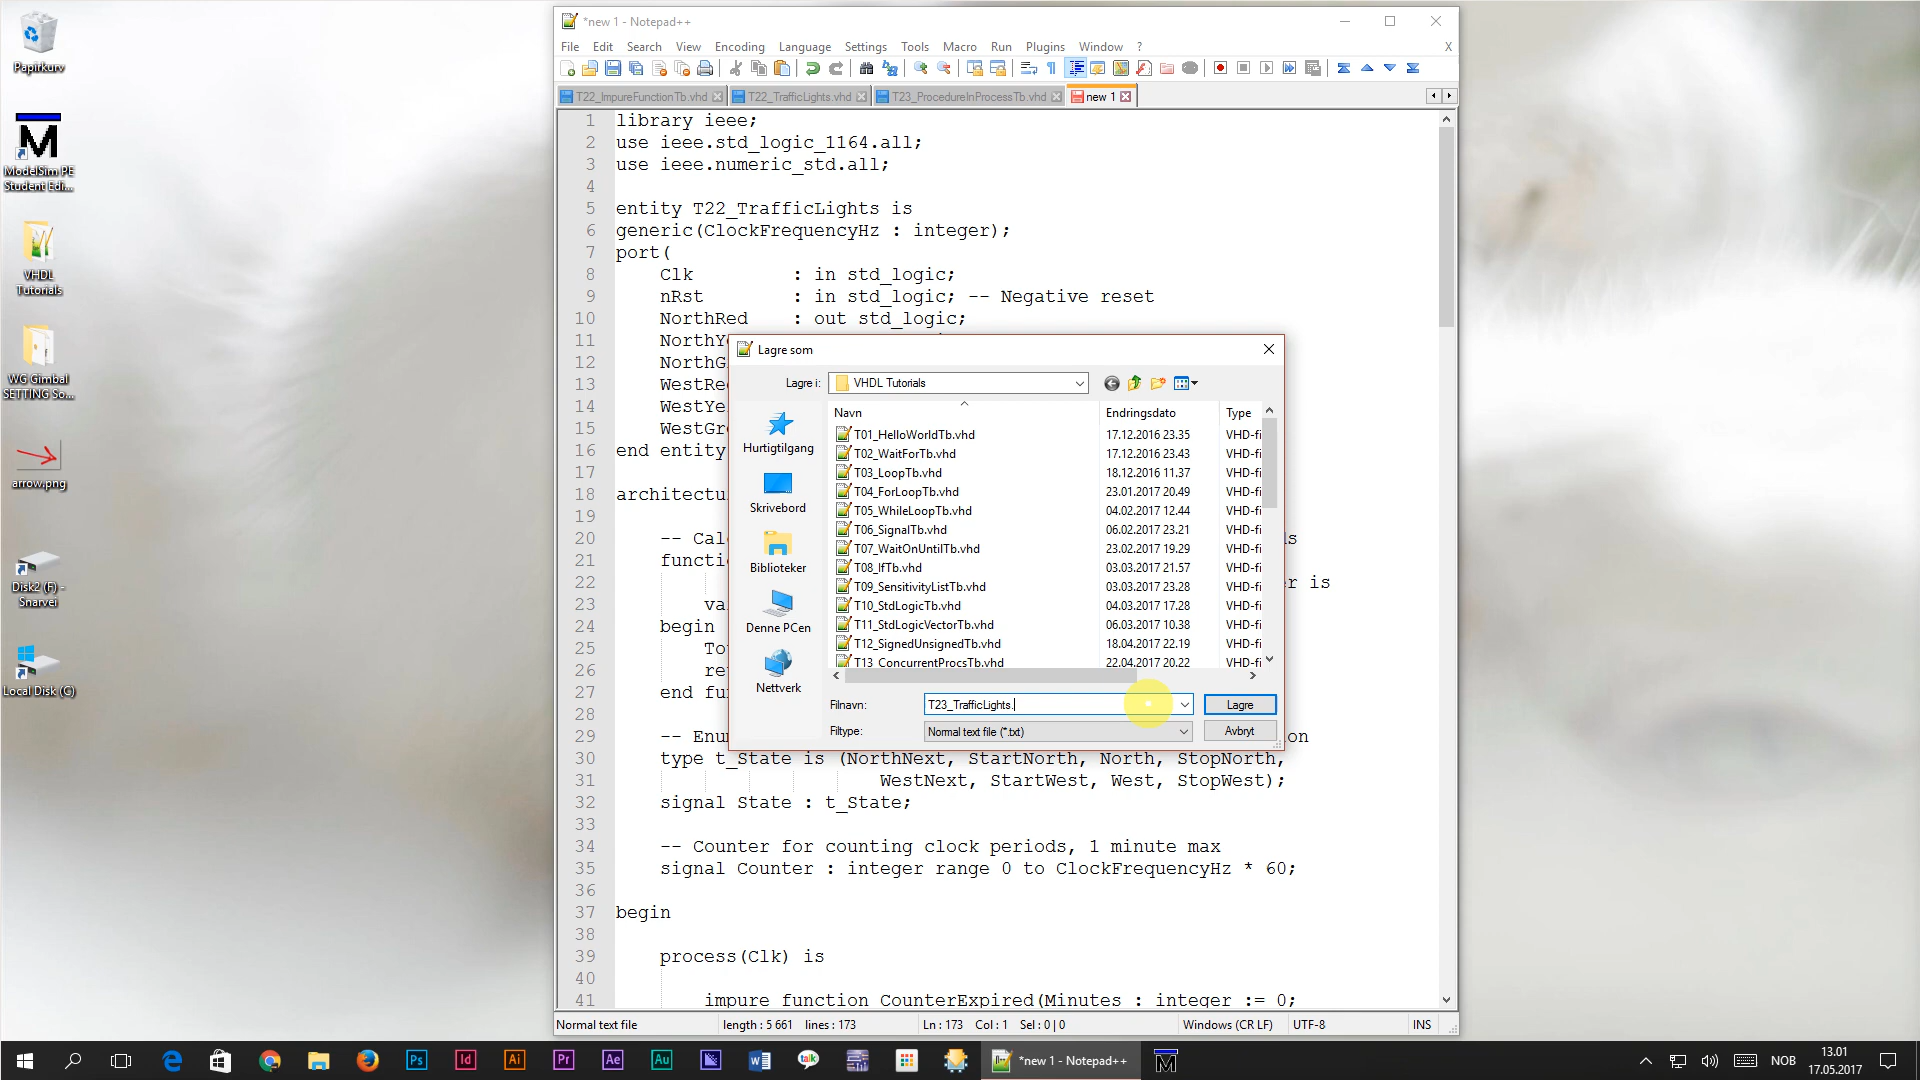 Papirkurv
ModelSim PE
Student Edi...
VHDL
Tutorials
WG Gimbal
SETTING So...
arrow.png
Disk2 (F) -
Snarvei
Local Disk (C)
*new 1 - Notepad++
File Edit Search View Encoding Language Settings Tools Macro Run Plugins Window ? X
T22_ImpureFunctionTb.vhd T22_TrafficLights.vhd T23_ProcedureInProcessTb.vhd new 1
1 library ieee;
2 use ieee.std_logic_1164.all;
3 use ieee.numeric_std.all;
4
5 entity T22_TrafficLights is
6 generic(ClockFrequencyHz : integer);
7 port(
8 Clk : in std_logic;
9 nRst : in std_logic; -- Negative reset
10 NorthRed : out std_logic;
11 NorthY
12 NorthG
13 WestRe
14 WestYe
15 WestGr
16 end entity
17
18 architectu
19
20 -- Cal ls
21 functi
22 r is
23 va
24 begin
25 To
26 re
27 end fu
28
29 -- Enu on
30 type t_State is (NorthNext, StartNorth, North, StopNorth,
31 WestNext, StartWest, West, StopWest);
32 signal State : t_State;
33
34 -- Counter for counting clock periods, 1 minute max
35 signal Counter : integer range 0 to ClockFrequencyHz * 60;
36
37 begin
38
39 process(Clk) is
40
41 impure function CounterExpired(Minutes : integer := 0;
Lagre som
Lagre i: VHDL Tutorials
Hurtigtilgang
Skrivebord
Biblioteker
Denne PCen
Nettverk
Navn Endringsdato Type
T01_HelloWorldTb.vhd 17.12.2016 23.35 VHD-fi
T02_WaitForTb.vhd 17.12.2016 23.43 VHD-fi
T03_LoopTb.vhd 18.12.2016 11.37 VHD-fi
T04_ForLoopTb.vhd 23.01.2017 20.49 VHD-fi
T05_WhileLoopTb.vhd 04.02.2017 12.44 VHD-fi
T06_SignalTb.vhd 06.02.2017 23.21 VHD-fi
T07_WaitOnUntilTb.vhd 23.02.2017 19.29 VHD-fi
T08_IfTb.vhd 03.03.2017 21.57 VHD-fi
T09_SensitivityListTb.vhd 03.03.2017 23.28 VHD-fi
T10_StdLogicTb.vhd 04.03.2017 17.28 VHD-fi
T11_StdLogicVectorTb.vhd 06.03.2017 10.38 VHD-fi
T12_SignedUnsignedTb.vhd 18.04.2017 22.19 VHD-fi
T13_ConcurrentProcsTb.vhd 22.04.2017 20.22 VHD-fi
Filnavn: T23_TrafficLights. Lagre
Filtype: Normal text file (*.txt) Avbryt
Normal text file length : 5 661 lines : 173 Ln : 173 Col : 1 Sel : 0 | 0 Windows (CR LF) UTF-8 INS
Ps Id Ai Pr Ae Au talk *new 1 - Notepad++ NOB 13.01
17.05.2017